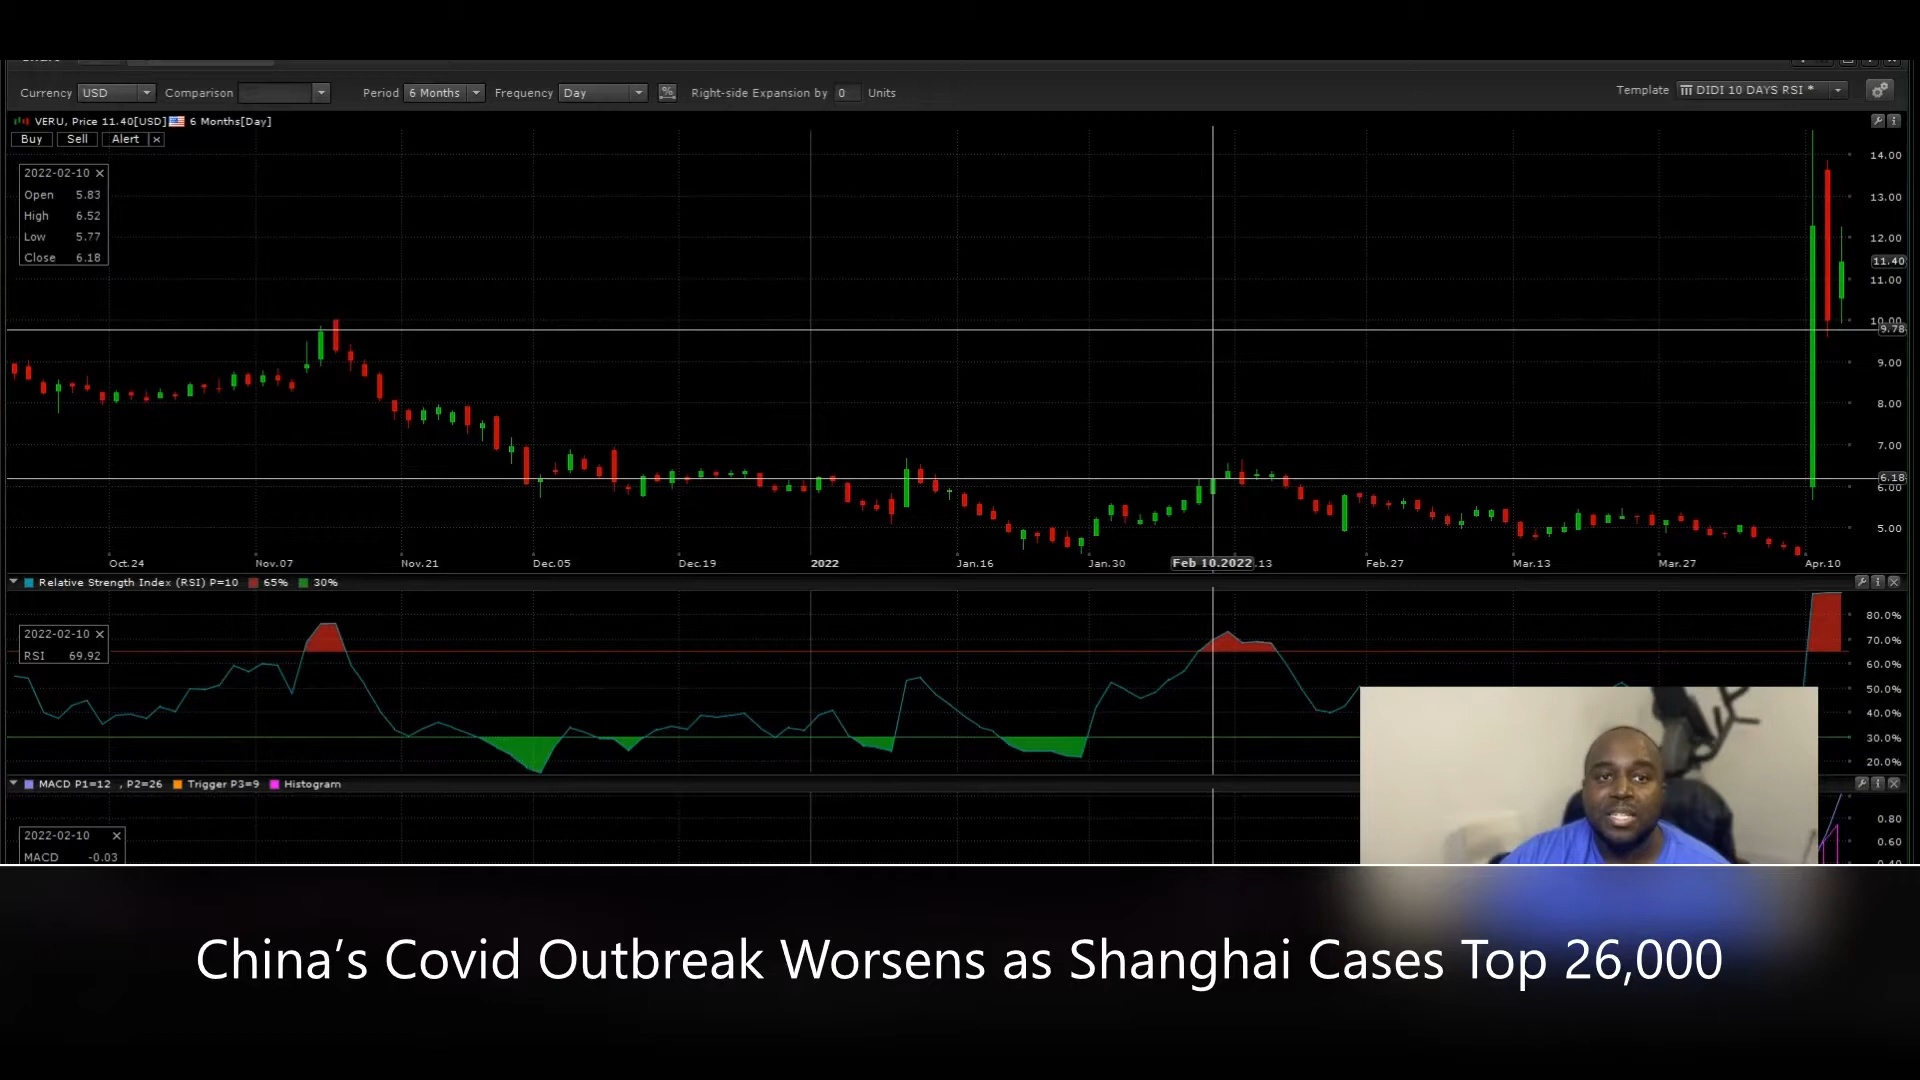 Currency USD Comparison Period 6 Months Frequency Day % Right-side Expansion by 0 Units Template DIDI 10 DAYS RSI *
VERU, Price 11.40[USD] 6 Months[Day]
Buy Sell Alert
2022-02-10
Open 5.83
High 6.52
Low 5.77
Close 6.18
14.00
13.00
12.00
11.40
11.00
10.00
9.78
9.00
8.00
7.00
6.18
6.00
5.00
Oct.24 Nov.07 Nov.21 Dec.05 Dec.19 2022 Jan.16 Jan.30 Feb 10.2022 .13 Feb.27 Mar.13 Mar.27 Apr.10
Relative Strength Index (RSI) P=10 65% 30%
2022-02-10
RSI 69.92
80.0%
70.0%
60.0%
50.0%
40.0%
30.0%
20.0%
MACD P1=12 , P2=26 Trigger P3=9 Histogram
2022-02-10
MACD -0.03
0.80
0.60
0.40
China’s Covid Outbreak Worsens as Shanghai Cases Top 26,000